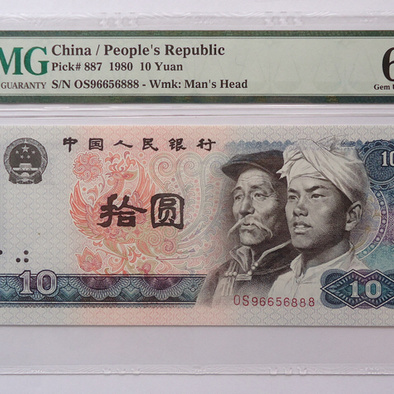 MG China / People's Republic
Pick# 887 1980 10 Yuan
GUARANTY S/N OS96656888 - Wmk: Man's Head
6
Gem
中国人民银行
10
拾圆
OS96656888
10
10